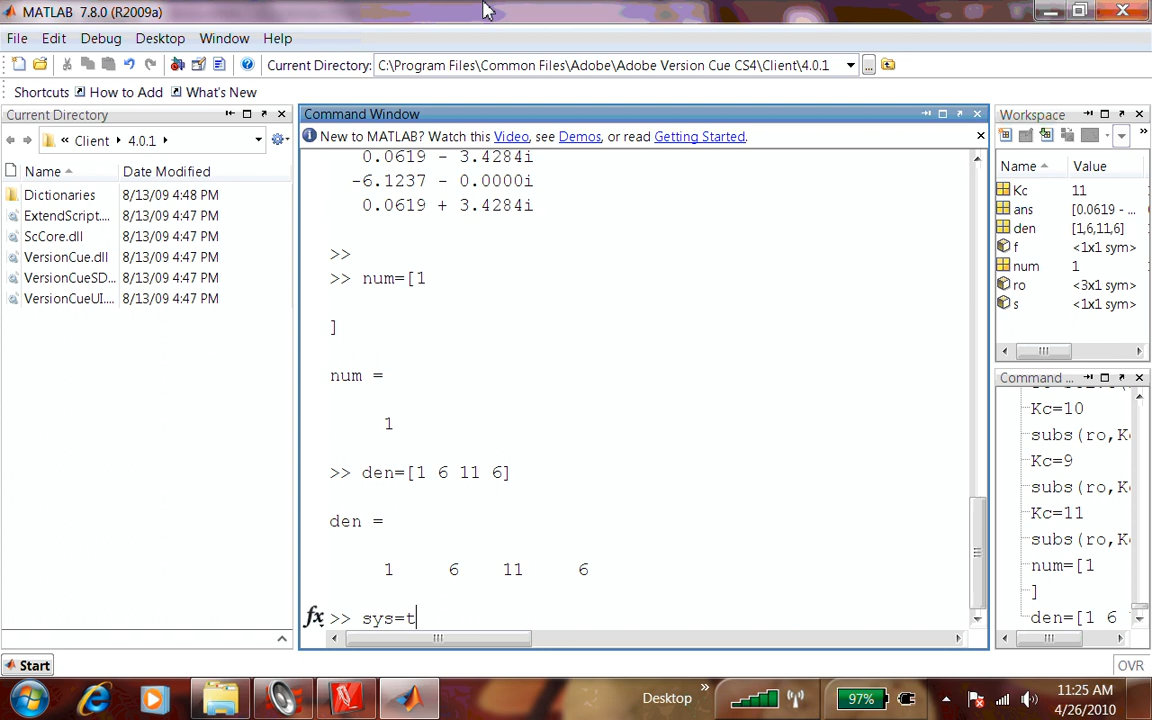 MATLAB 7.8.0 (R2009a)
File Edit Debug Desktop Window Help
Current Directory: C:\Program Files\Common Files\Adobe\Adobe Version Cue CS4\Client\4.0.1 ...
Shortcuts How to Add What's New
Current Directory
« Client 4.0.1
Name Date Modified
Dictionaries 8/13/09 4:48 PM
ExtendScript.... 8/13/09 4:47 PM
ScCore.dll 8/13/09 4:47 PM
VersionCue.dll 8/13/09 4:47 PM
VersionCueSD... 8/13/09 4:47 PM
VersionCueUI.... 8/13/09 4:47 PM
Command Window
New to MATLAB? Watch this Video, see Demos, or read Getting Started.
0.0619 - 3.4284i
-6.1237 - 0.0000i
0.0619 + 3.4284i
>>
>> num=[1
]
num =
1
>> den=[1 6 11 6]
den =
1 6 11 6
fx >> sys=t
Workspace
Name Value
Kc 11
ans [0.0619 - ...
den [1,6,11,6]
f <1x1 sym>
num 1
ro <3x1 sym>
s <1x1 sym>
Command ...
Kc=10
subs(ro,Kc
Kc=9
subs(ro,Kc
Kc=11
subs(ro,Kc
num=[1
]
den=[1 6
Start
OVR
Desktop »
97%
11:25 AM
4/26/2010